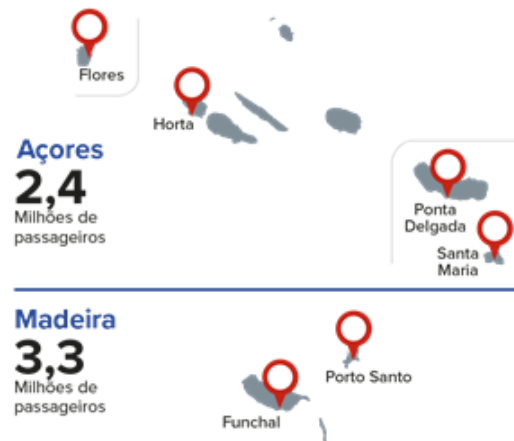 Flores
Horta
Açores
2,4
Milhões de
passageiros
Ponta
Delgada
Santa
Maria
Madeira
3,3
Milhões de
passageiros
Porto Santo
Funchal